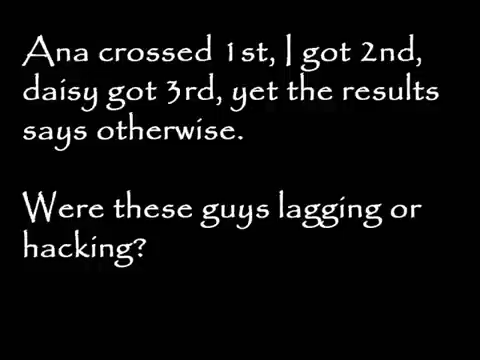 Ana crossed 1st, I got 2nd,
daisy got 3rd, yet the results
says otherwise.
Were these guys lagging or
hacking?